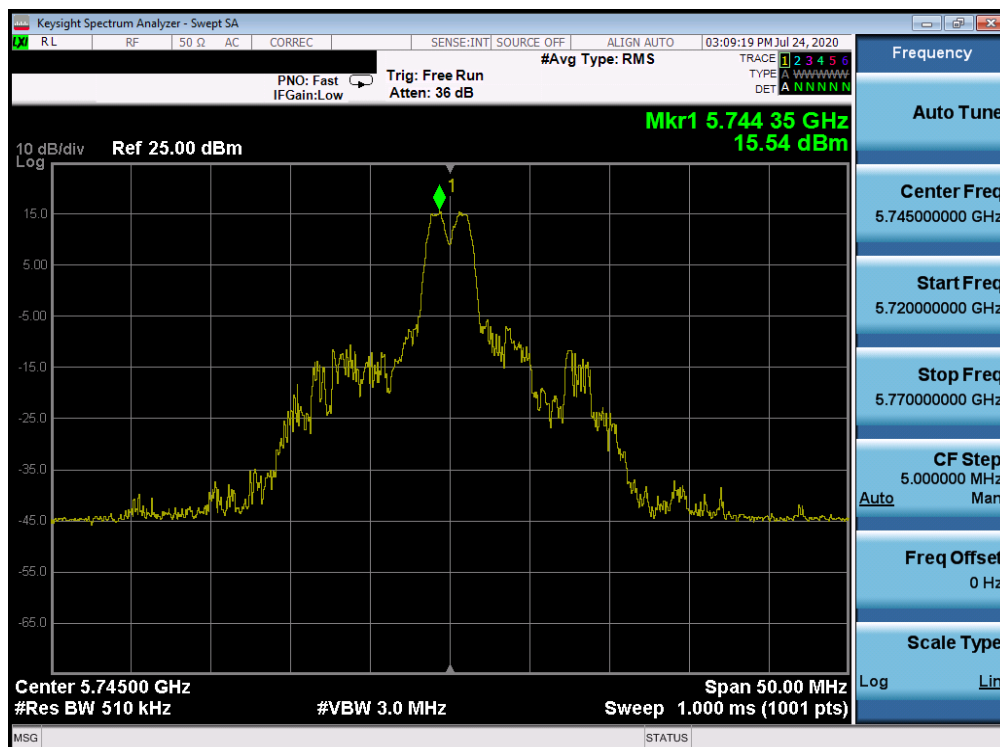 Keysight Spectrum Analyzer - Swept SA
LXI RL RF 50 Ω AC CORREC SENSE:INT SOURCE OFF ALIGN AUTO 03:09:19 PM Jul 24, 2020
Frequency
#Avg Type: RMS
TRACE 1 2 3 4 5 6
TYPE A WWWWW
DET A N N N N N
PNO: Fast
IFGain:Low
Trig: Free Run
Atten: 36 dB
Mkr1 5.744 35 GHz
15.54 dBm
10 dB/div
Log
Ref 25.00 dBm
1
15.0
5.00
-5.00
-15.0
-25.0
-35.0
-45.0
-55.0
-65.0
Center 5.74500 GHz
Span 50.00 MHz
#Res BW 510 kHz
#VBW 3.0 MHz
Sweep 1.000 ms (1001 pts)
Auto Tune
Center Freq
5.745000000 GHz
Start Freq
5.720000000 GHz
Stop Freq
5.770000000 GHz
CF Step
5.000000 MHz
Auto Man
Freq Offset
0 Hz
Scale Type
Log Lin
MSG
STATUS